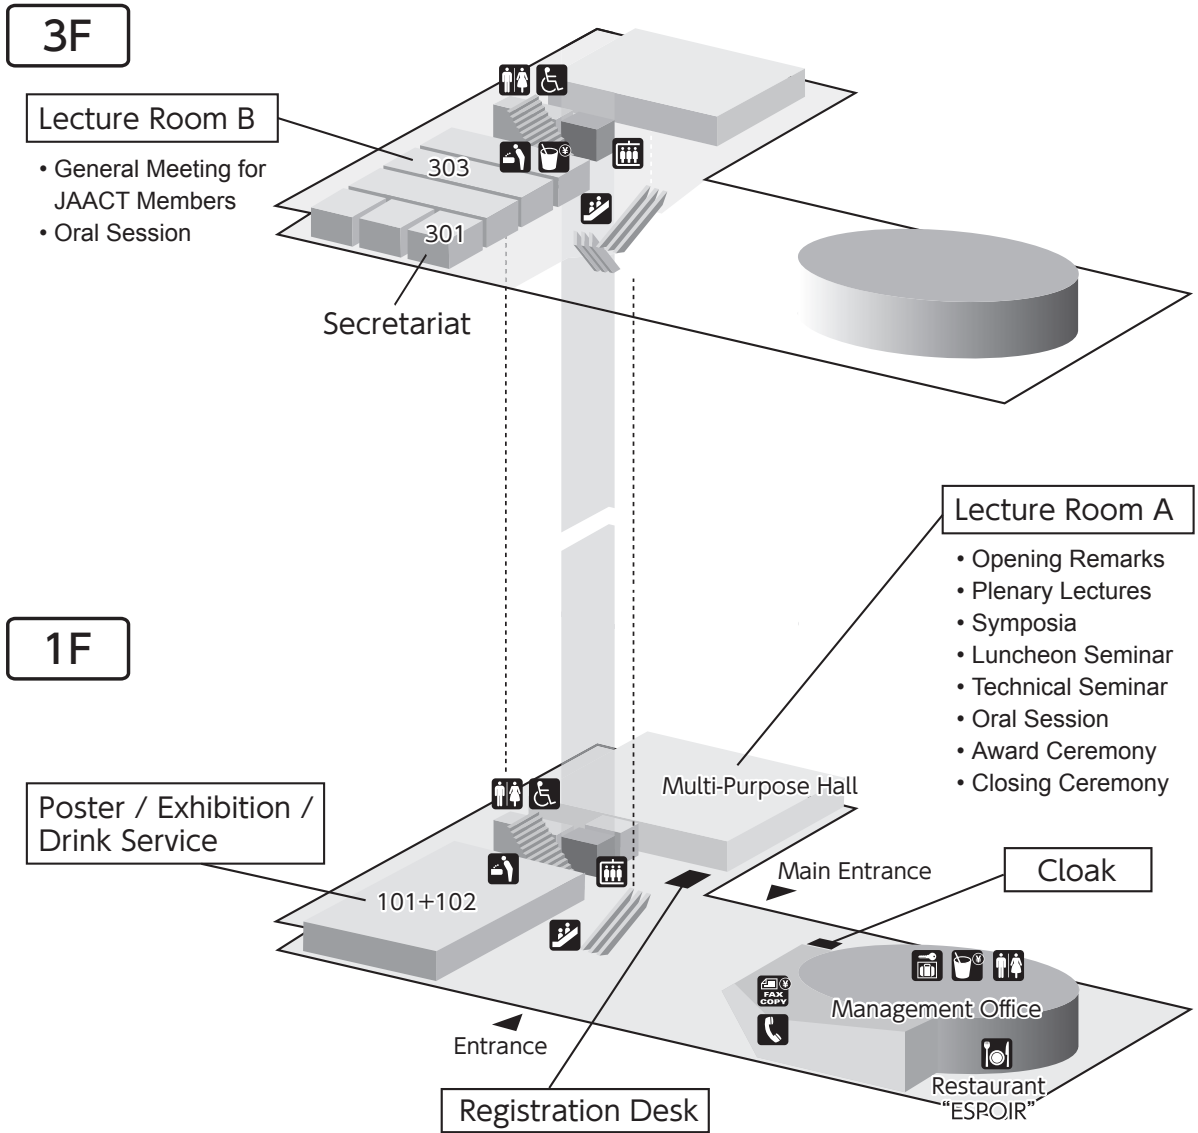 3F
Lecture Room B
• General Meeting for
JAACT Members
• Oral Session
303
301
Secretariat
¥
Lecture Room A
• Opening Remarks
• Plenary Lectures
• Symposia
• Luncheon Seminar
• Technical Seminar
• Oral Session
• Award Ceremony
• Closing Ceremony
1F
Multi-Purpose Hall
Poster / Exhibition /
Drink Service
101+102
Main Entrance
Cloak
¥
¥
FAX
COPY
Management Office
Entrance
Restaurant
“ESPOIR”
Registration Desk